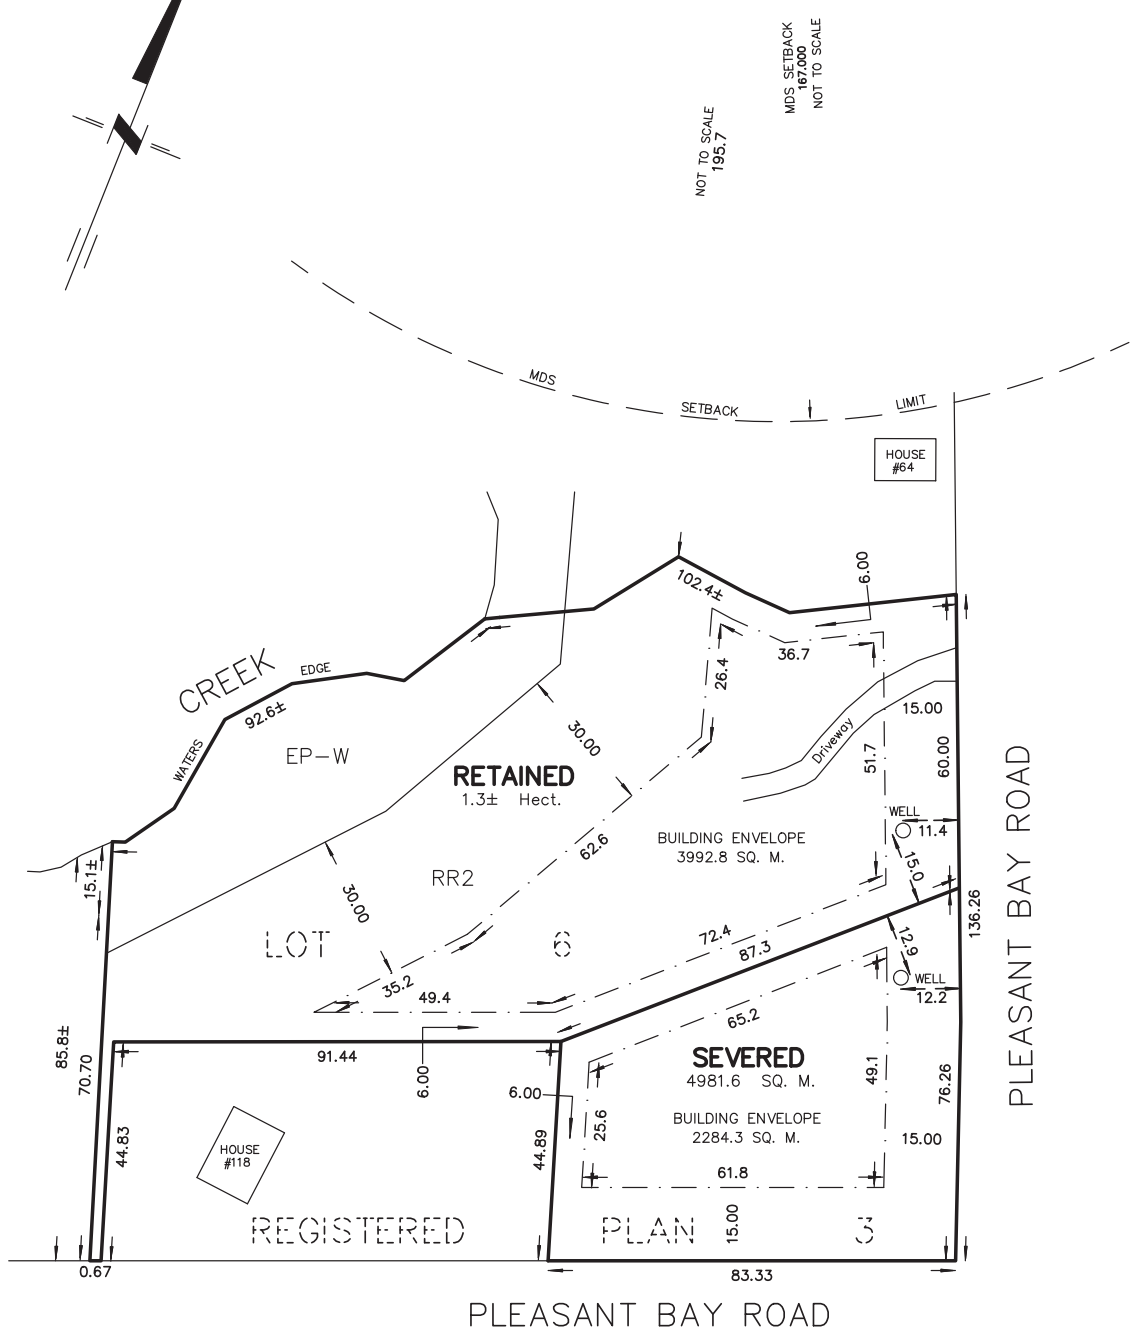 MDS SETBACK
167.000
NOT TO SCALE
NOT TO SCALE
195.7
MDS
SETBACK
LIMIT
HOUSE
#64
102.4±
6.00
CREEK
EDGE
92.6±
WATERS
EP-W
36.7
26.4
30.00
RETAINED
1.3± Hect.
15.00
Driveway
51.7
60.00
PLEASANT BAY ROAD
WELL
11.4
BUILDING ENVELOPE
3992.8 SQ. M.
62.6
15.0
15.1±
RR2
30.00
136.26
LOT 6
72.4
87.3
12.9
WELL
12.2
35.2
49.4
65.2
85.8±
70.70
91.44
6.00
SEVERED
4981.6 SQ. M.
49.1
76.26
6.00
25.6
BUILDING ENVELOPE
2284.3 SQ. M.
15.00
44.83
HOUSE
#118
44.89
61.8
REGISTERED PLAN 3
15.00
0.67
83.33
PLEASANT BAY ROAD